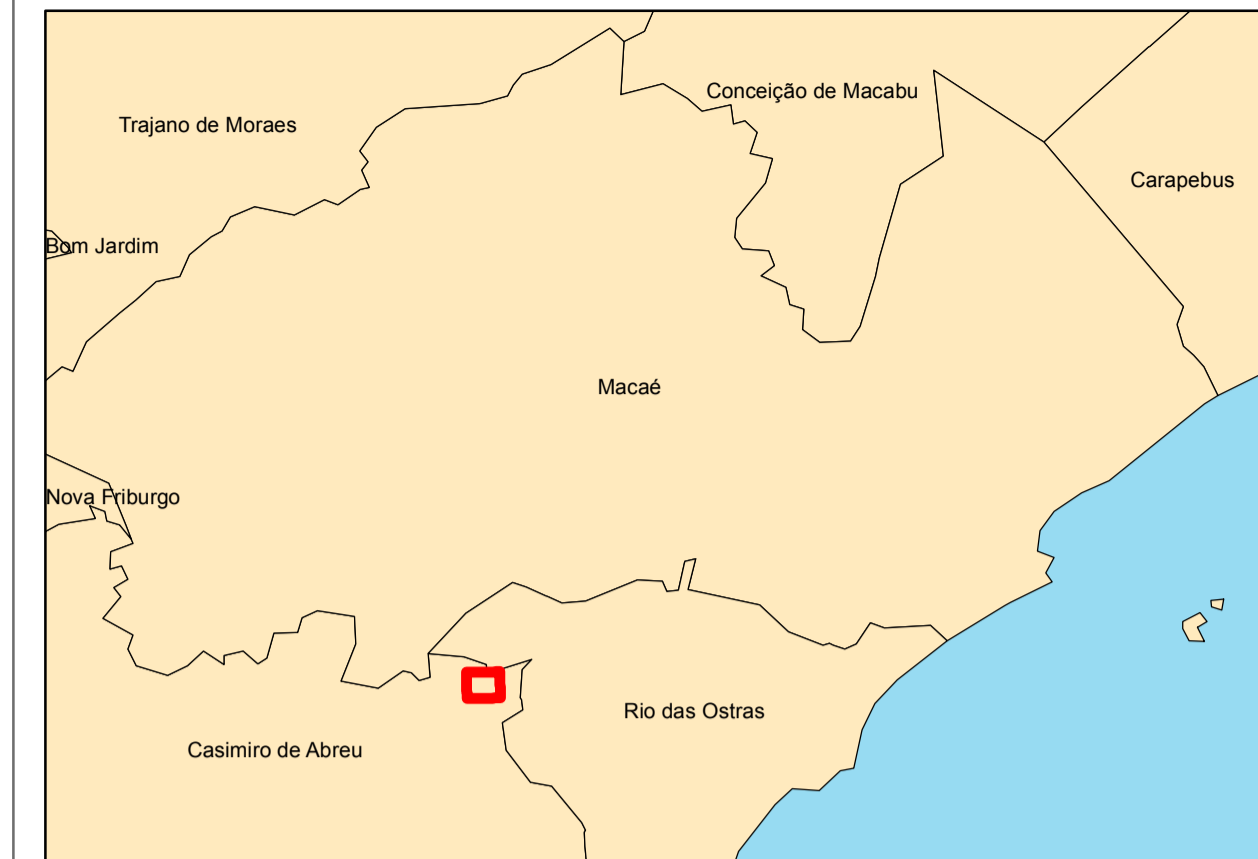 Conceição de Macabu
Trajano de Moraes
Carapebus
Bom Jardim
Macaé
Nova Friburgo
Rio das Ostras
Casimiro de Abreu